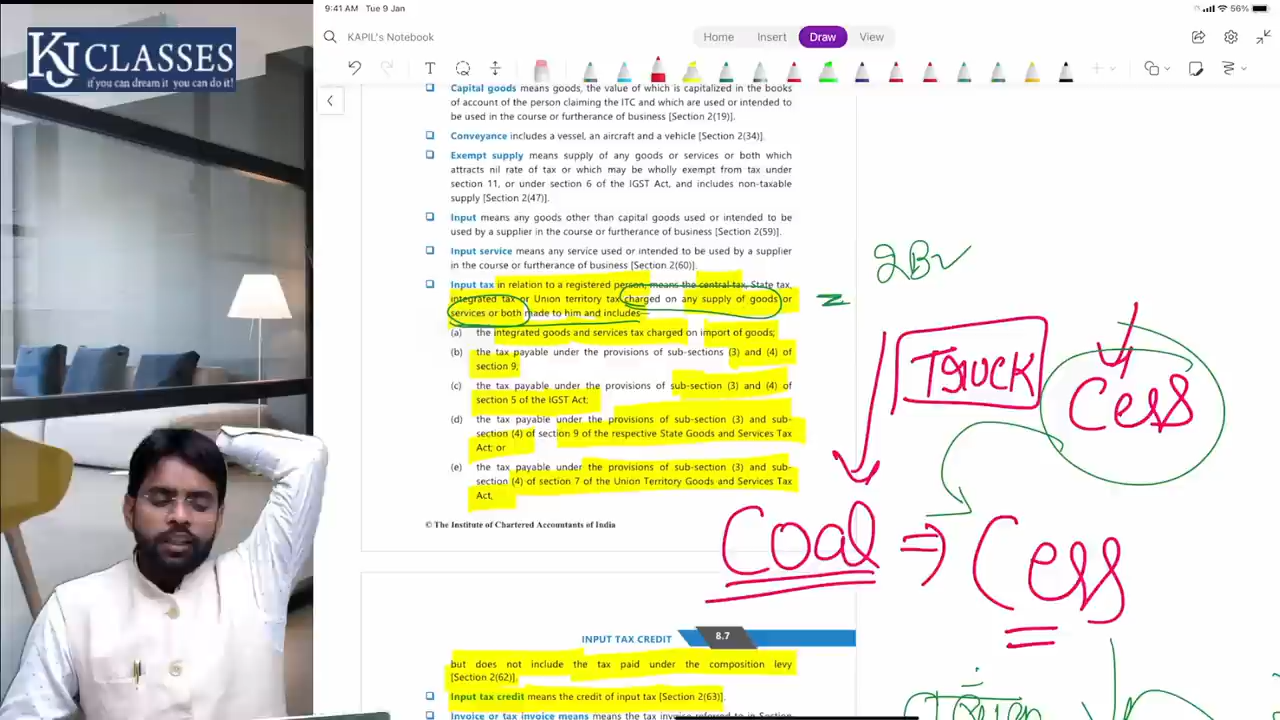 9:41 AM Tue 9 Jan
56%
KJ CLASSES
if you can dream it you can do it!
KAPIL's Notebook
Home Insert Draw View
Capital goods means goods, the value of which is capitalized in the books
of account of the person claiming the ITC and which are used or intended to
be used in the course or furtherance of business [Section 2(19)].
Conveyance includes a vessel, an aircraft and a vehicle [Section 2(34)].
Exempt supply means supply of any goods or services or both which
attracts nil rate of tax or which may be wholly exempt from tax under
section 11, or under section 6 of the IGST Act, and includes non-taxable
supply [Section 2(47)].
Input means any goods other than capital goods used or intended to be
used by a supplier in the course or furtherance of business [Section 2(59)].
Input service means any service used or intended to be used by a supplier
in the course or furtherance of business [Section 2(60)].
Input tax in relation to a registered person, means the central tax, State tax,
integrated tax or Union territory tax charged on any supply of goods or
services or both made to him and includes
(a) the integrated goods and services tax charged on import of goods;
(b) the tax payable under the provisions of sub-sections (3) and (4) of
section 9;
(c) the tax payable under the provisions of sub-section (3) and (4) of
section 5 of the IGST Act;
(d) the tax payable under the provisions of sub-section (3) and sub-
section (4) of section 9 of the respective State Goods and Services Tax
Act; or
(e) the tax payable under the provisions of sub-section (3) and sub-
section (4) of section 7 of the Union Territory Goods and Services Tax
Act,
© The Institute of Chartered Accountants of India
2B
=
Truck
Cess
Coal ⇒ Cess
INPUT TAX CREDIT 8.7
but does not include the tax paid under the composition levy
[Section 2(62)].
Input tax credit means the credit of input tax [Section 2(63)].
Invoice or tax invoice means the tax invoice referred to in Section